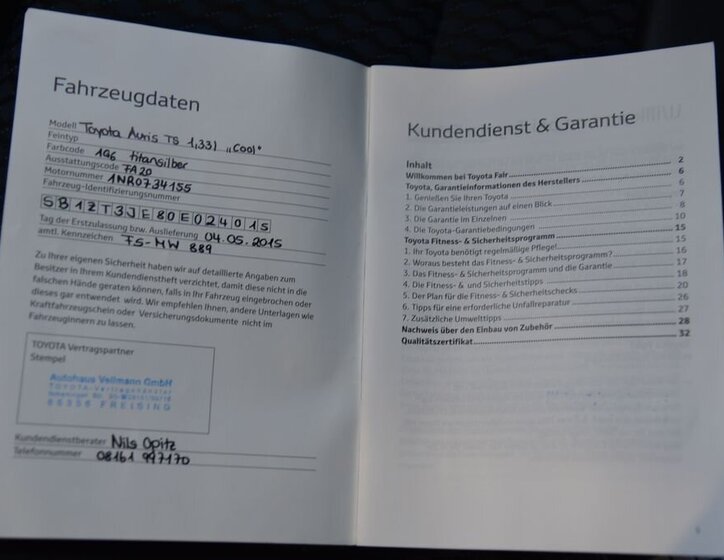 Fahrzeugdaten
Modell Toyota Auris TS 1,33l „Cool"
Feintyp
Farbcode 1G6 titansilber
Ausstattungscode FA20
Motornummer 1NR0734155
Fahrzeug-Identifizierungsnummer
SB1ZT3JE80E024015
Tag der Erstzulassung bzw. Auslieferung 04.05.2015
amtl. Kennzeichen FS-MW 889
Zu Ihrer eigenen Sicherheit haben wir auf detaillierte Angaben zum
Besitzer in Ihrem Kundendienstheft verzichtet, damit diese nicht in die
falschen Hände geraten können, falls in Ihr Fahrzeug eingebrochen oder
dieses gar entwendet wird. Wir empfehlen Ihnen, andere Unterlagen wie
Kraftfahrzeugschein oder Versicherungsdokumente nicht im
Fahrzeuginnern zu lassen.
TOYOTA Vertragspartner
Stempel
Autohaus Vellmann GmbH
TOYOTA-Vertragshändler
85356 FREISING
Kundendienstberater Nils Opitz
Telefonnummer 08161 997170
Kundendienst & Garantie
Inhalt
Willkommen bei Toyota Fair 2
Toyota, Garantieinformationen des Herstellers 6
1. Genießen Sie Ihren Toyota 6
2. Die Garantieleistungen auf einen Blick 7
3. Die Garantie im Einzelnen 8
4. Die Toyota-Garantiebedingungen 10
Toyota Fitness- & Sicherheitsprogramm 15
1. Ihr Toyota benötigt regelmäßige Pflege! 15
2. Woraus besteht das Fitness- & Sicherheitsprogramm? 16
3. Das Fitness- & Sicherheitsprogramm und die Garantie 17
4. Die Fitness- & und Sicherheitstipps 18
5. Der Plan für die Fitness- & Sicherheitschecks 20
6. Tipps für eine erforderliche Unfallreparatur 26
7. Zusätzliche Umwelttipps 27
Nachweis über den Einbau von Zubehör 28
Qualitätszertifikat 32